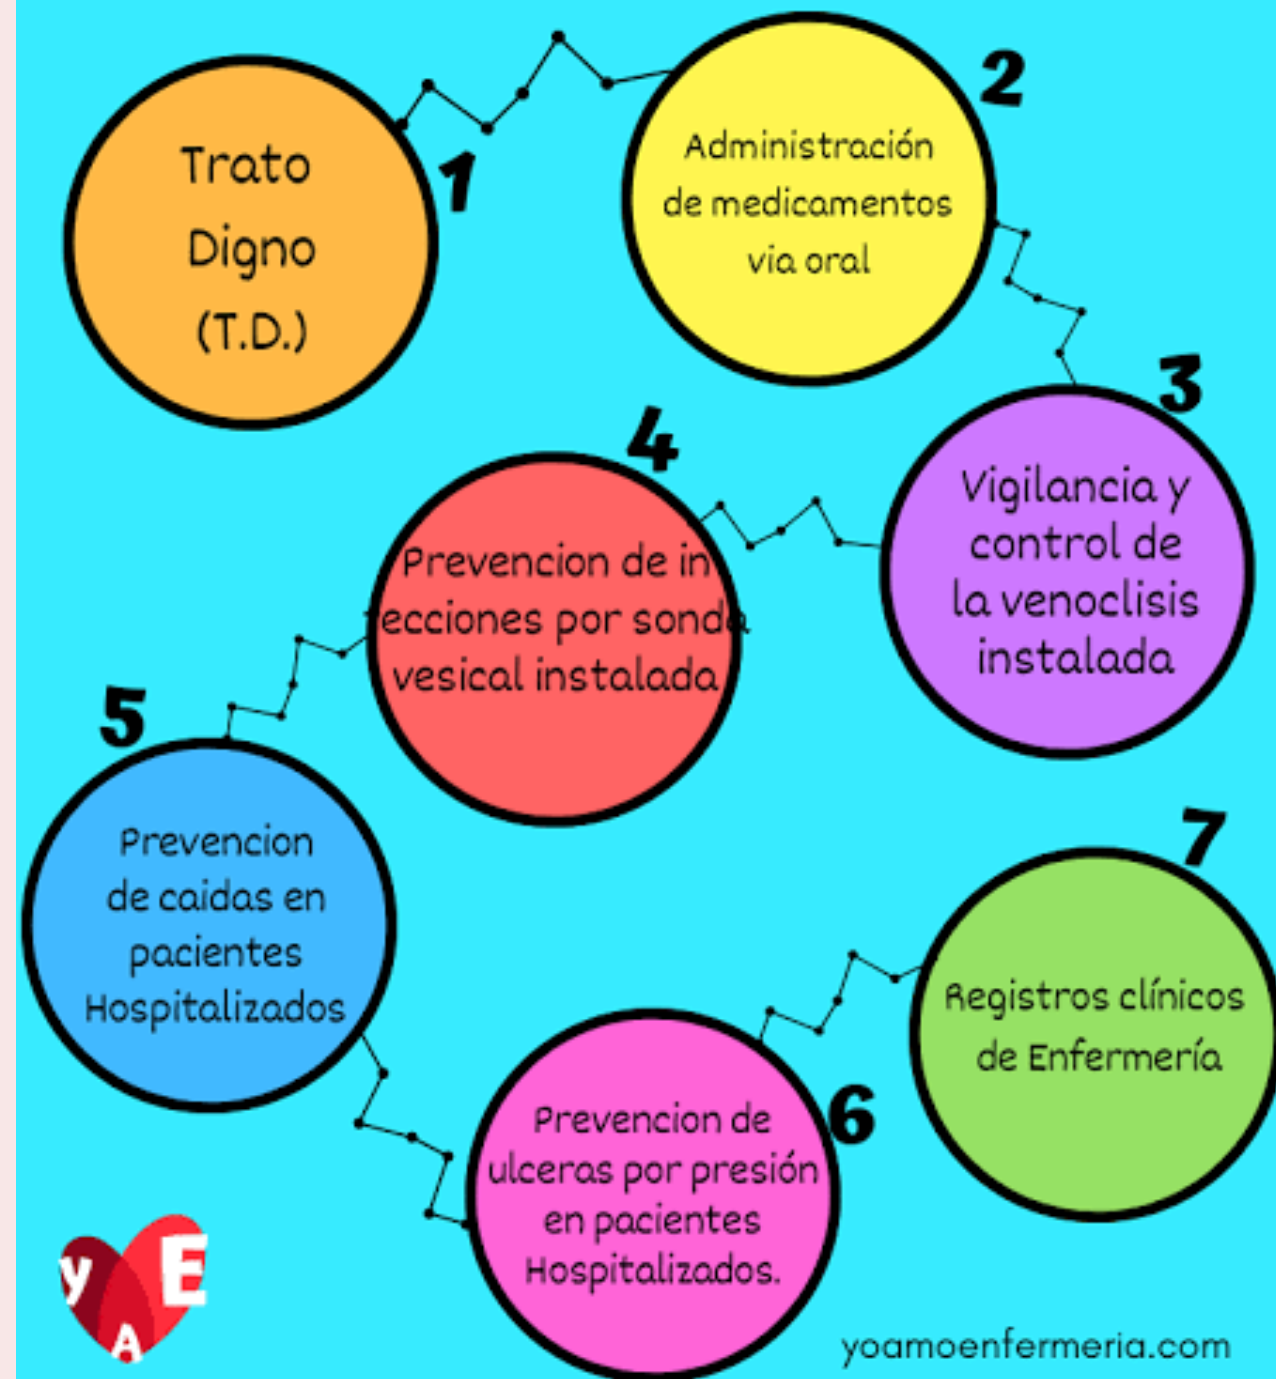 1
Trato
Digno
(T.D.)
2
Administración
de medicamentos
via oral
3
Vigilancia y
control de
la venoclisis
instalada
4
Prevencion de in
fecciones por sonda
vesical instalada
5
Prevencion
de caidas en
pacientes
Hospitalizados
6
Prevencion de
ulceras por presión
en pacientes
Hospitalizados.
7
Registros clínicos
de Enfermería
y A E
yoamoenfermeria.com